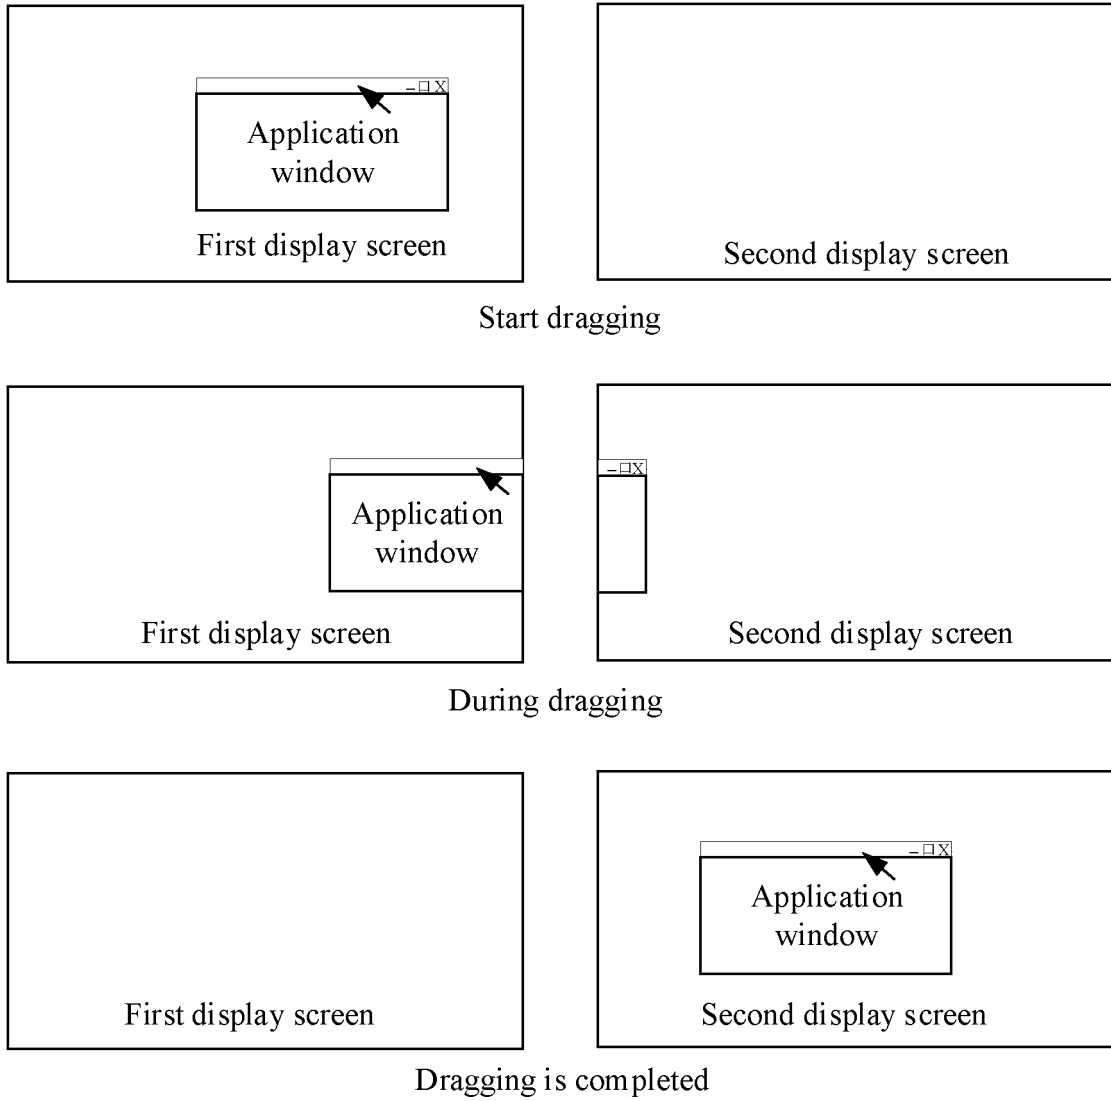 – □ X
Application
window
First display screen
Second display screen
Start dragging
– □ X
Application
window
First display screen
Second display screen
During dragging
– □ X
Application
window
First display screen
Second display screen
Dragging is completed